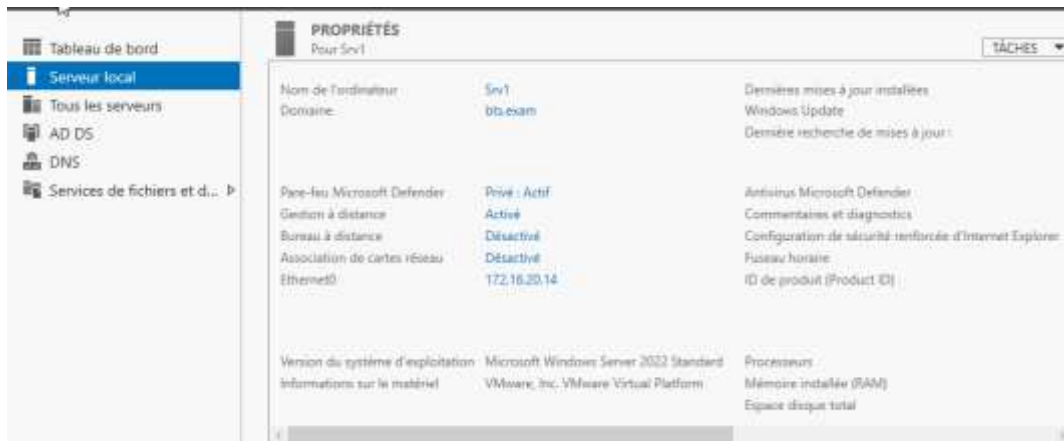 Tableau de bord
Serveur local
Tous les serveurs
AD DS
DNS
Services de fichiers et d...
PROPRIÉTÉS
Pour Srv1
TÂCHES
Nom de l'ordinateur Srv1
Domaine bts.exam
Dernières mises à jour installées
Windows Update
Dernière recherche de mises à jour :
Pare-feu Microsoft Defender Privé : Actif
Gestion à distance Activé
Bureau à distance Désactivé
Association de cartes réseau Désactivé
Ethernet0 172.16.20.14
Antivirus Microsoft Defender
Commentaires et diagnostics
Configuration de sécurité renforcée d'Internet Explorer
Fuseau horaire
ID de produit (Product ID)
Version du système d'exploitation Microsoft Windows Server 2022 Standard
Informations sur le matériel VMware, Inc. VMware Virtual Platform
Processeurs
Mémoire installée (RAM)
Espace disque total